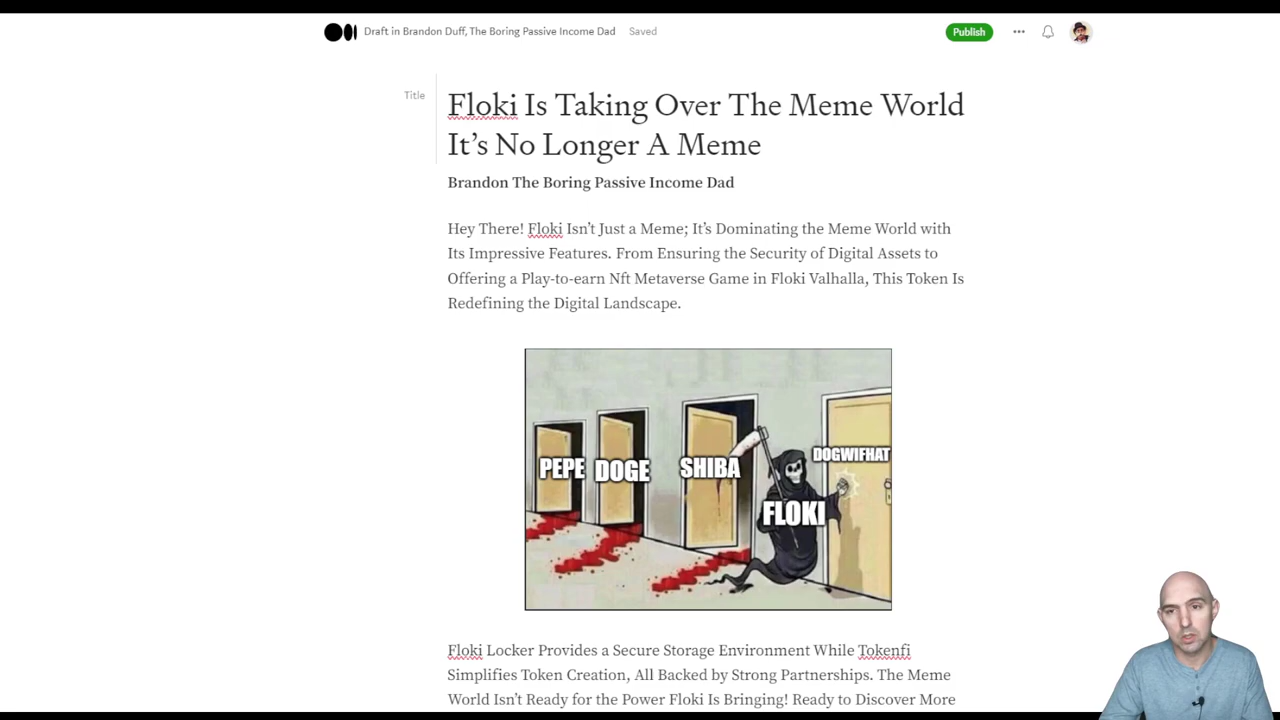 Draft in Brandon Duff, The Boring Passive Income Dad Saved
Publish
Title
Floki Is Taking Over The Meme World
It’s No Longer A Meme
Brandon The Boring Passive Income Dad
Hey There! Floki Isn’t Just a Meme; It’s Dominating the Meme World with
Its Impressive Features. From Ensuring the Security of Digital Assets to
Offering a Play-to-earn Nft Metaverse Game in Floki Valhalla, This Token Is
Redefining the Digital Landscape.
PEPE DOGE SHIBA FLOKI DOGWIFHAT
Floki Locker Provides a Secure Storage Environment While Tokenfi
Simplifies Token Creation, All Backed by Strong Partnerships. The Meme
World Isn’t Ready for the Power Floki Is Bringing! Ready to Discover More